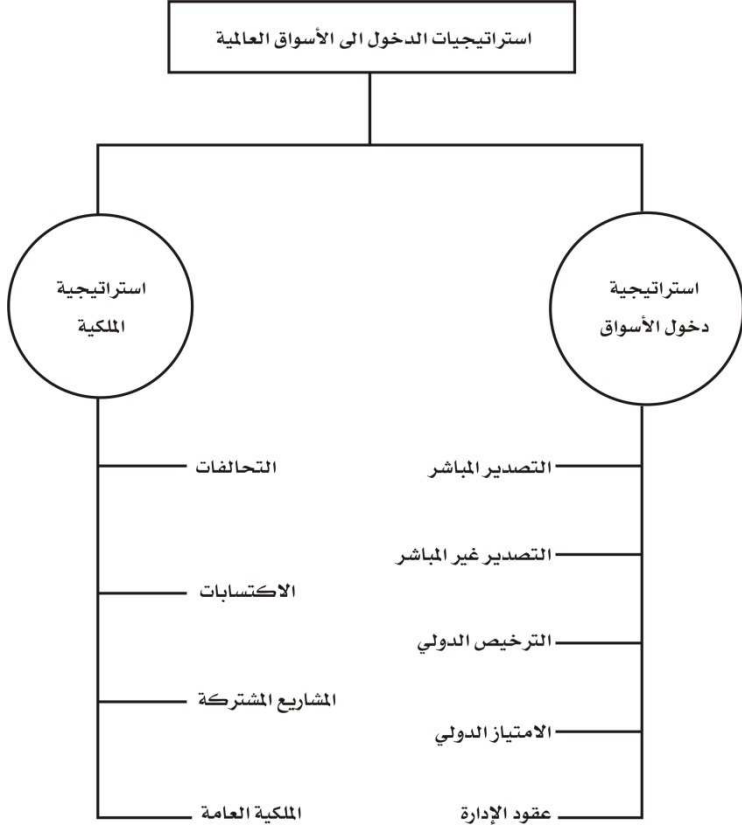 استراتيجيات الدخول الى الأسواق العالمية
استراتيجية
دخول الأسواق
التصدير المباشر
التصدير غير المباشر
الترخيص الدولي
الامتياز الدولي
عقود الإدارة
استراتيجية
الملكية
التحالفات
الاكتسابات
المشاريع المشتركة
الملكية العامة